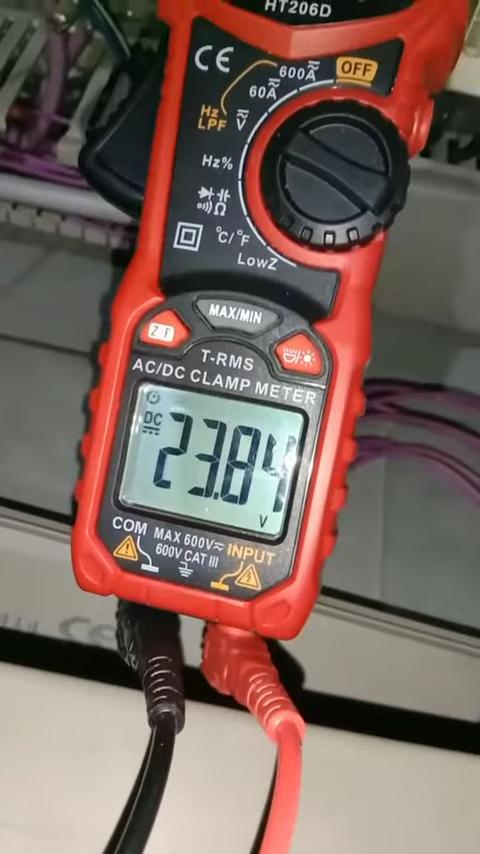 HT206D
CE
600A
OFF
60A
Hz
LPF
V
Hz%
Ω
°C/°F
LowZ
MAX/MIN
ZF
T-RMS
AC/DC CLAMP METER
DC
23.84
V
COM
MAX 600V
600V CAT III
INPUT